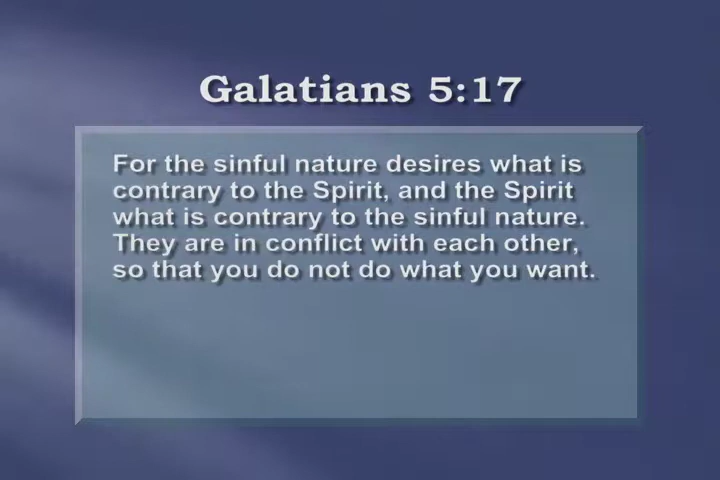 Galatians 5:17
For the sinful nature desires what is
contrary to the Spirit, and the Spirit
what is contrary to the sinful nature.
They are in conflict with each other,
so that you do not do what you want.